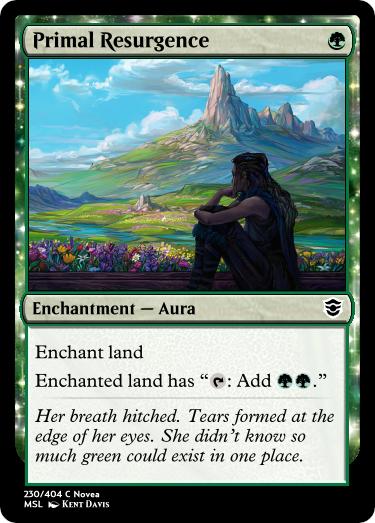 Primal Resurgence
Enchantment — Aura
Enchant land
Enchanted land has “: Add .”
Her breath hitched. Tears formed at the
edge of her eyes. She didn’t know so
much green could exist in one place.
230/404 C Novea
MSL Kent Davis